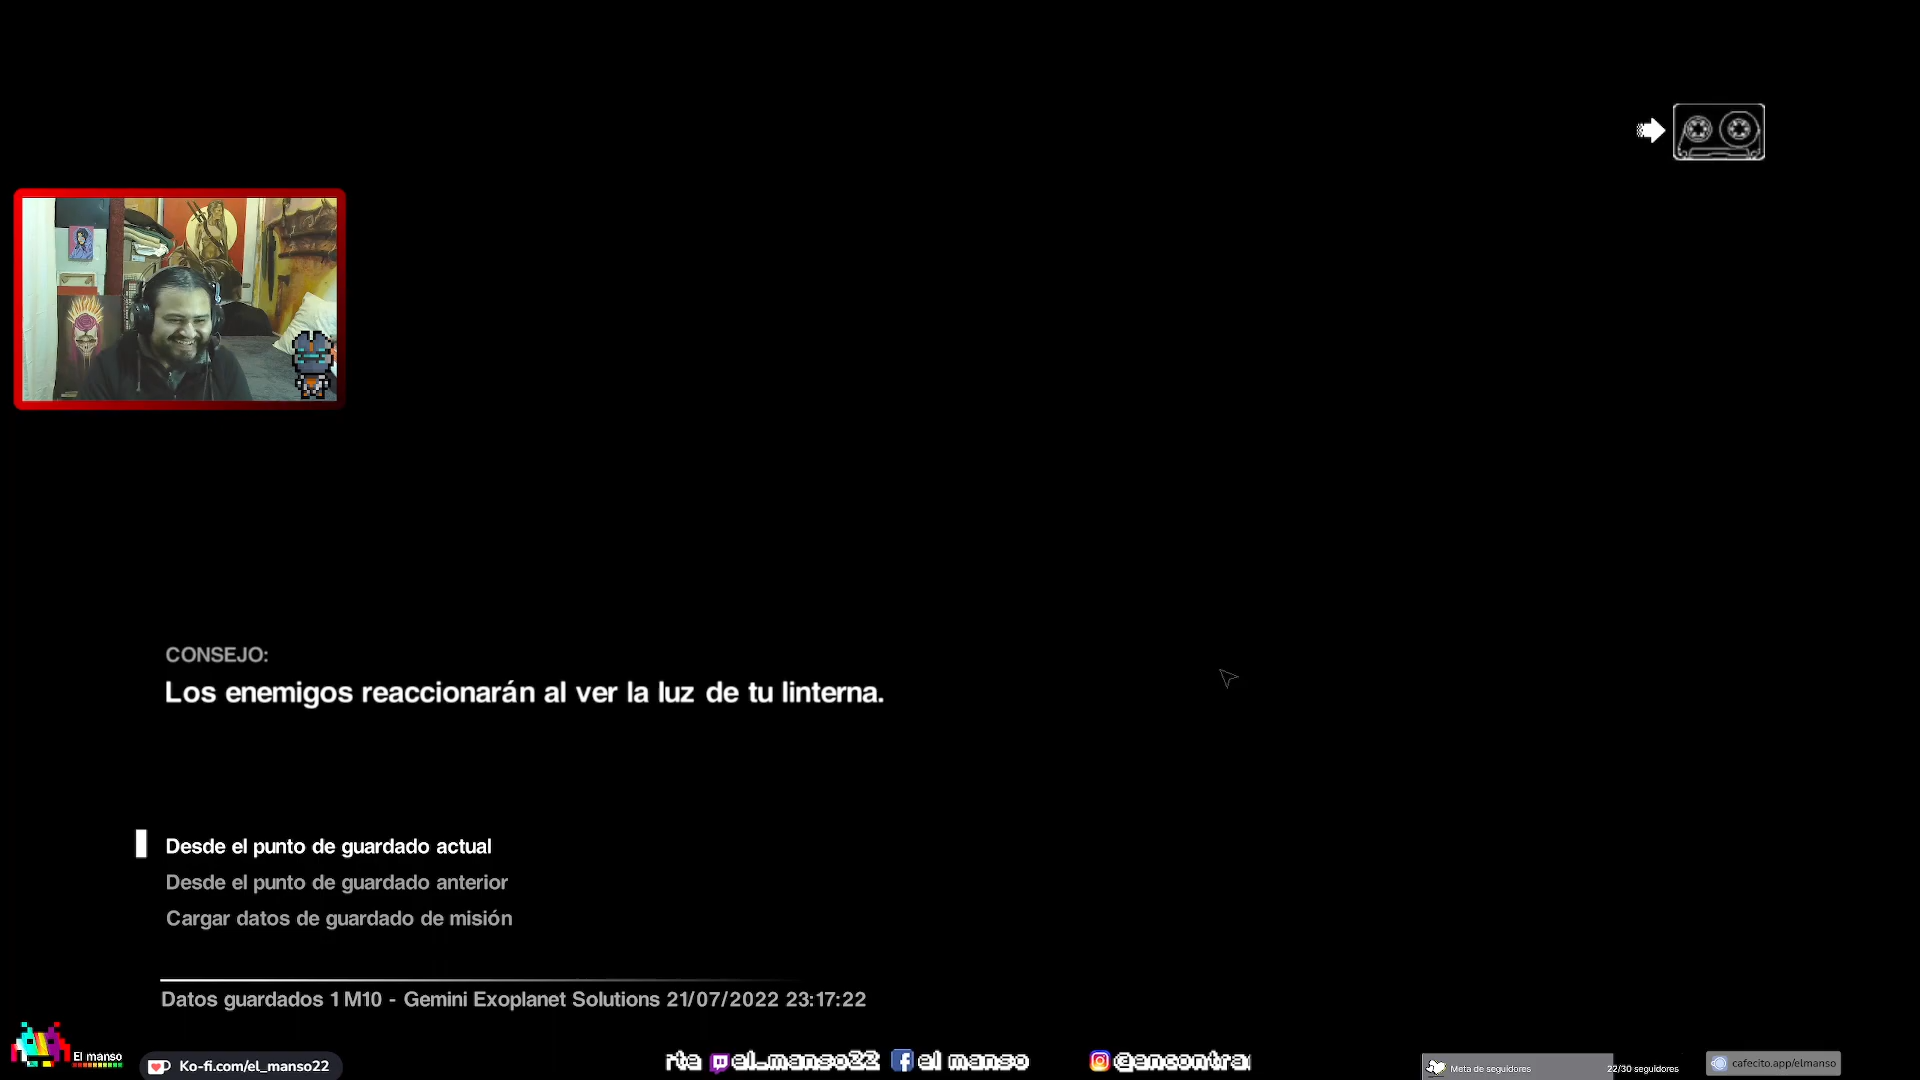 CONSEJO:
Los enemigos reaccionarán al ver la luz de tu linterna.
Desde el punto de guardado actual
Desde el punto de guardado anterior
Cargar datos de guardado de misión
Datos guardados 1 M10 - Gemini Exoplanet Solutions 21/07/2022 23:17:22
El manso
Ko-fi.com/el_manso22
rta el_manso22 el manso @encontra
Meta de seguidores 22/30 seguidores
cafecito.app/elmanso